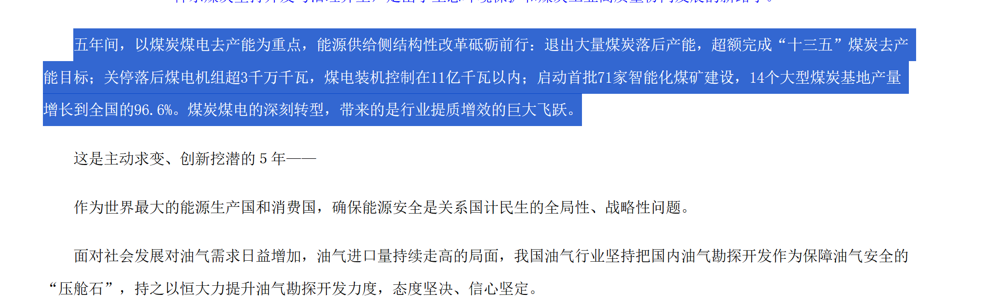 五年间，以煤炭煤电去产能为重点，能源供给侧结构性改革砥砺前行：退出大量煤炭落后产能，超额完成“十三五”煤炭去产
能目标；关停落后煤电机组超3千万千瓦，煤电装机控制在11亿千瓦以内；启动首批71家智能化煤矿建设，14个大型煤炭基地产量
增长到全国的96.6%。煤炭煤电的深刻转型，带来的是行业提质增效的巨大飞跃。
这是主动求变、创新挖潜的５年——
作为世界最大的能源生产国和消费国，确保能源安全是关系国计民生的全局性、战略性问题。
面对社会发展对油气需求日益增加，油气进口量持续走高的局面，我国油气行业坚持把国内油气勘探开发作为保障油气安全的
“压舱石”，持之以恒大力提升油气勘探开发力度，态度坚决、信心坚定。